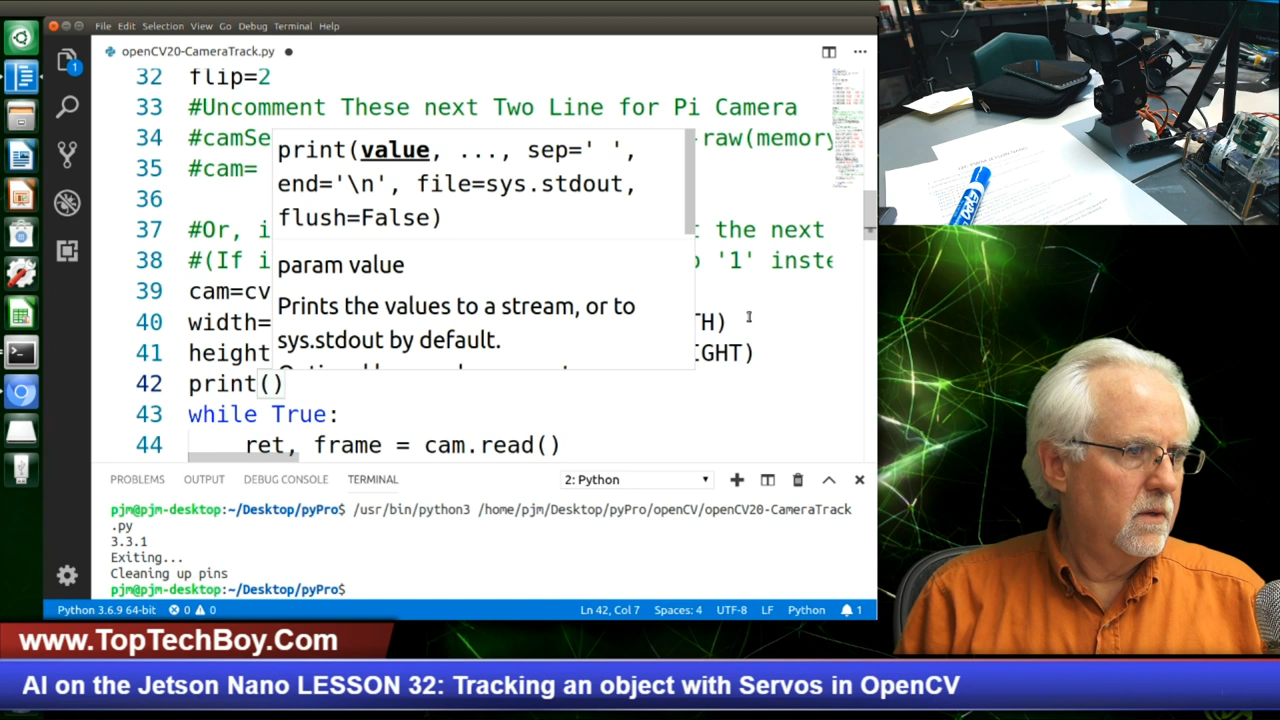 File Edit Selection View Go Debug Terminal Help
openCV20-CameraTrack.py
32 flip=2
33 #Uncomment These next Two Line for Pi Camera
34 #camSe -raw(memory
35 #cam=
36
37 #Or, i t the next
38 #(If i o '1' inste
39 cam=cv
40 width= TH)
41 height IGHT)
42 print()
43 while True:
44 ret, frame = cam.read()
print(value, ..., sep=' ',
end='\n', file=sys.stdout,
flush=False)
param value
Prints the values to a stream, or to
sys.stdout by default.
PROBLEMS OUTPUT DEBUG CONSOLE TERMINAL 2: Python
pjm@pjm-desktop:~/Desktop/pyPro$ /usr/bin/python3 /home/pjm/Desktop/pyPro/openCV/openCV20-CameraTrack
.py
3.3.1
Exiting...
Cleaning up pins
pjm@pjm-desktop:~/Desktop/pyPro$
Python 3.6.9 64-bit 0 0 Ln 42, Col 7 Spaces: 4 UTF-8 LF Python 1
EXPO
www.TopTechBoy.Com
AI on the Jetson Nano LESSON 32: Tracking an object with Servos in OpenCV